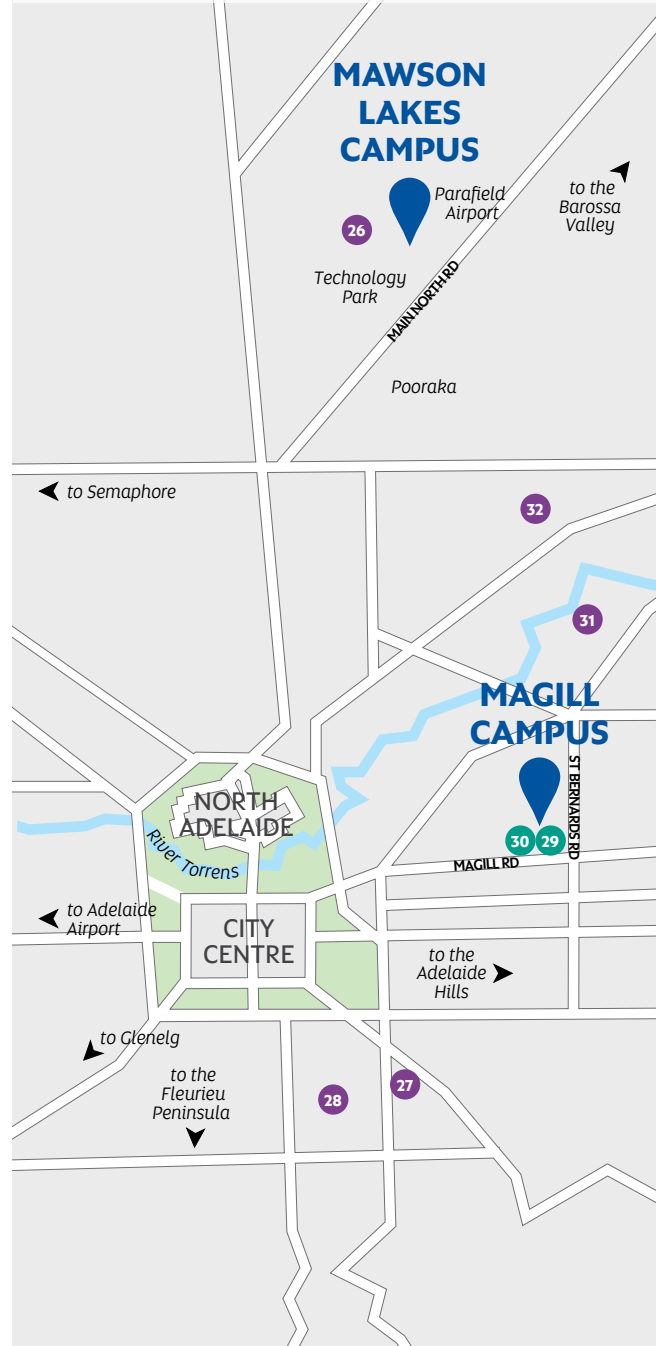 MAWSON
LAKES
CAMPUS
Parafield
Airport
to the
Barossa
Valley
26
Technology
Park
MAIN NORTH RD
Pooraka
to Semaphore
32
31
MAGILL
CAMPUS
ST BERNARDS RD
NORTH
ADELAIDE
River Torrens
30
29
MAGILL RD
to Adelaide
Airport
CITY
CENTRE
to the
Adelaide
Hills
to Glenelg
to the
Fleurieu
Peninsula
27
28